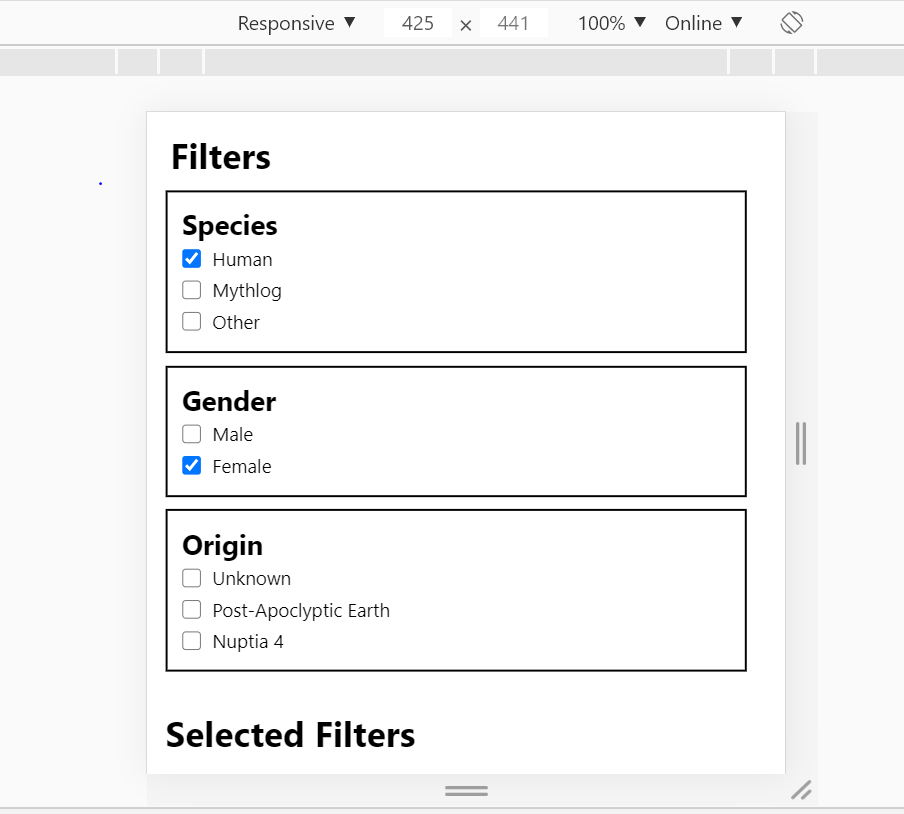 Responsive ▼ 425 × 441 100% ▼ Online ▼
Filters
Species
Human
Mythlog
Other
Gender
Male
Female
Origin
Unknown
Post-Apoclyptic Earth
Nuptia 4
Selected Filters